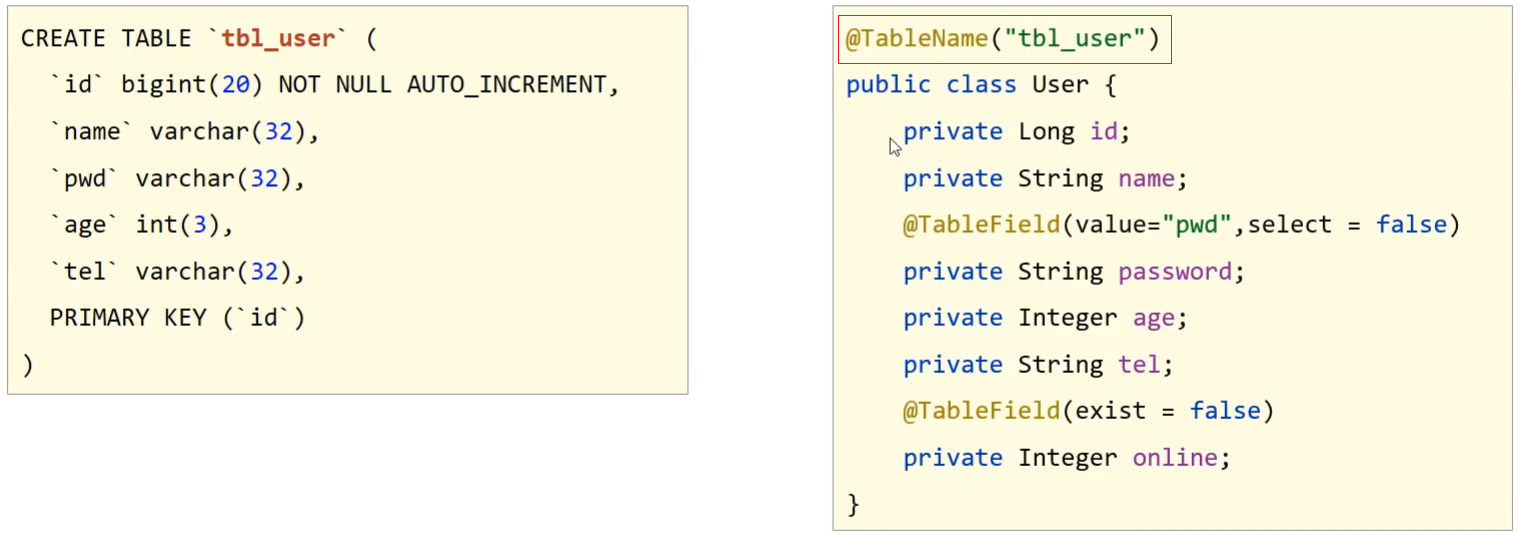 CREATE TABLE `tbl_user` (
`id` bigint(20) NOT NULL AUTO_INCREMENT,
`name` varchar(32),
`pwd` varchar(32),
`age` int(3),
`tel` varchar(32),
PRIMARY KEY (`id`)
)
@TableName("tbl_user")
public class User {
private Long id;
private String name;
@TableField(value="pwd",select = false)
private String password;
private Integer age;
private String tel;
@TableField(exist = false)
private Integer online;
}